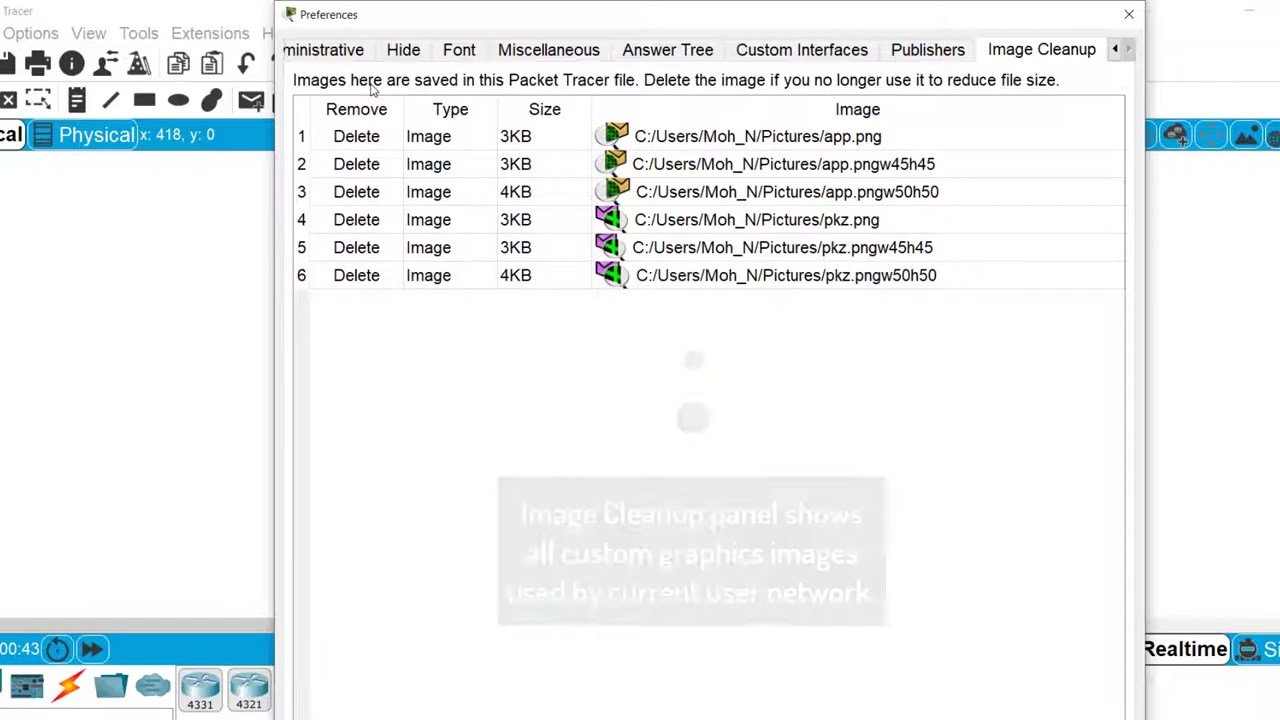 Tracer
Preferences
Options View Tools Extensions H
ministrative Hide Font Miscellaneous Answer Tree Custom Interfaces Publishers Image Cleanup
Images here are saved in this Packet Tracer file. Delete the image if you no longer use it to reduce file size.
Remove Type Size Image
1 Delete Image 3KB C:/Users/Moh_N/Pictures/app.png
2 Delete Image 3KB C:/Users/Moh_N/Pictures/app.pngw45h45
3 Delete Image 4KB C:/Users/Moh_N/Pictures/app.pngw50h50
4 Delete Image 3KB C:/Users/Moh_N/Pictures/pkz.png
5 Delete Image 3KB C:/Users/Moh_N/Pictures/pkz.pngw45h45
6 Delete Image 4KB C:/Users/Moh_N/Pictures/pkz.pngw50h50
cal Physical x: 418, y: 0
Image Cleanup panel shows
all custom graphics images
used by current user network
00:43
Realtime Si
4331 4321